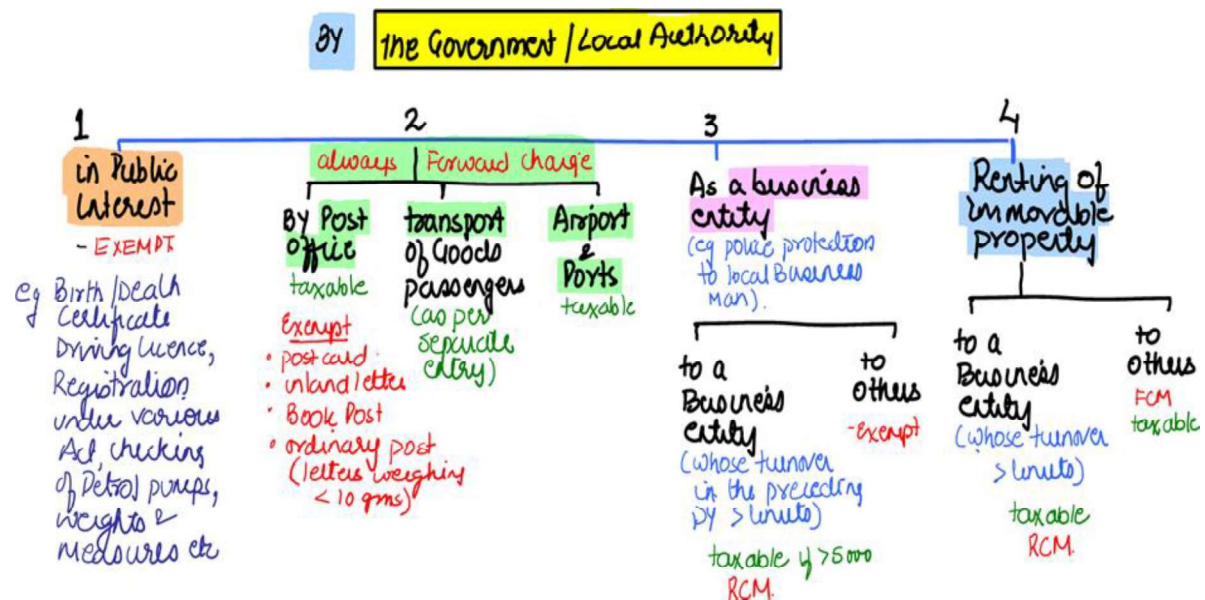 BY The Government / Local Authority
1
in Public
Interest
- EXEMPT
eg Birth / Death
Certificate
Driving Licence,
Registration
under various
Act, checking
of Petrol pumps,
weights &
measures etc
2
always | Forward charge
BY Post
Office
taxable
Exempt
• post card
• inland letter
• Book Post
• ordinary post
(letters weighing
< 10 gms)
transport
of Goods
passengers
(as per
separate
entry)
Airport
&
Ports
taxable
3
As a business
entity
(eg police protection
to local Business
Man).
to a
Business
entity
(whose turnover
in the preceding
PY > limits)
taxable if > 5000
RCM.
to
others
- Exempt
4
Renting of
immovable
property
to a
Business
entity
(whose turnover
> limits)
taxable
RCM.
to
others
FCM
taxable